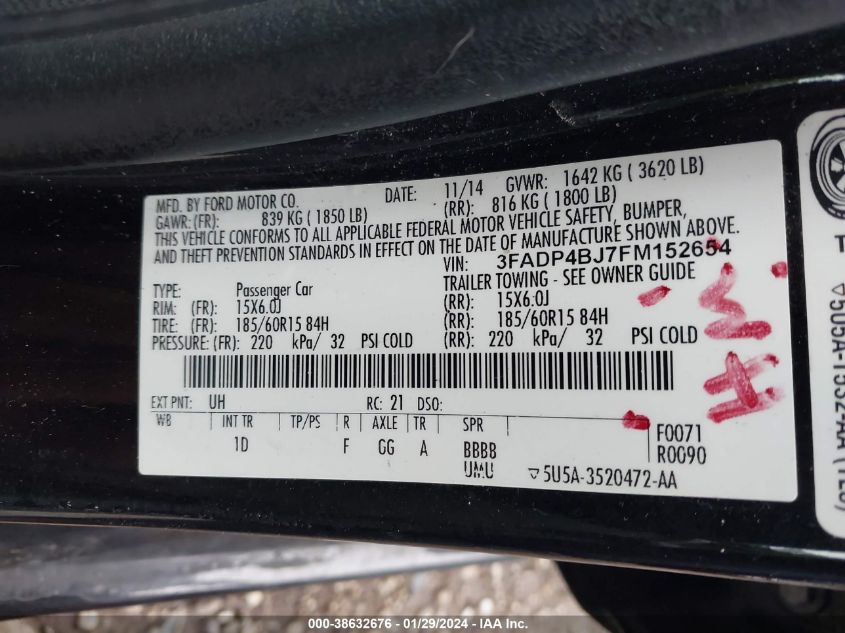 MFD. BY FORD MOTOR CO. DATE: 11/14 GVWR: 1642 KG ( 3620 LB)
GAWR: (FR): 839 KG ( 1850 LB) (RR): 816 KG ( 1800 LB)
THIS VEHICLE CONFORMS TO ALL APPLICABLE FEDERAL MOTOR VEHICLE SAFETY, BUMPER,
AND THEFT PREVENTION STANDARDS IN EFFECT ON THE DATE OF MANUFACTURE SHOWN ABOVE.
VIN: 3FADP4BJ7FM152654
TYPE: Passenger Car TRAILER TOWING - SEE OWNER GUIDE
RIM: (FR): 15X6.0J (RR): 15X6.0J
TIRE: (FR): 185/60R15 84H (RR): 185/60R15 84H
PRESSURE: (FR): 220 kPa/ 32 PSI COLD (RR): 220 kPa/ 32 PSI COLD
EXT PNT: UH RC: 21 DSO:
WB INT TR TP/PS R AXLE TR SPR
1D F GG A BBBB
UMU
F0071
R0090
▽5U5A-3520472-AA
000-38632676 - 01/29/2024 - IAAI.com